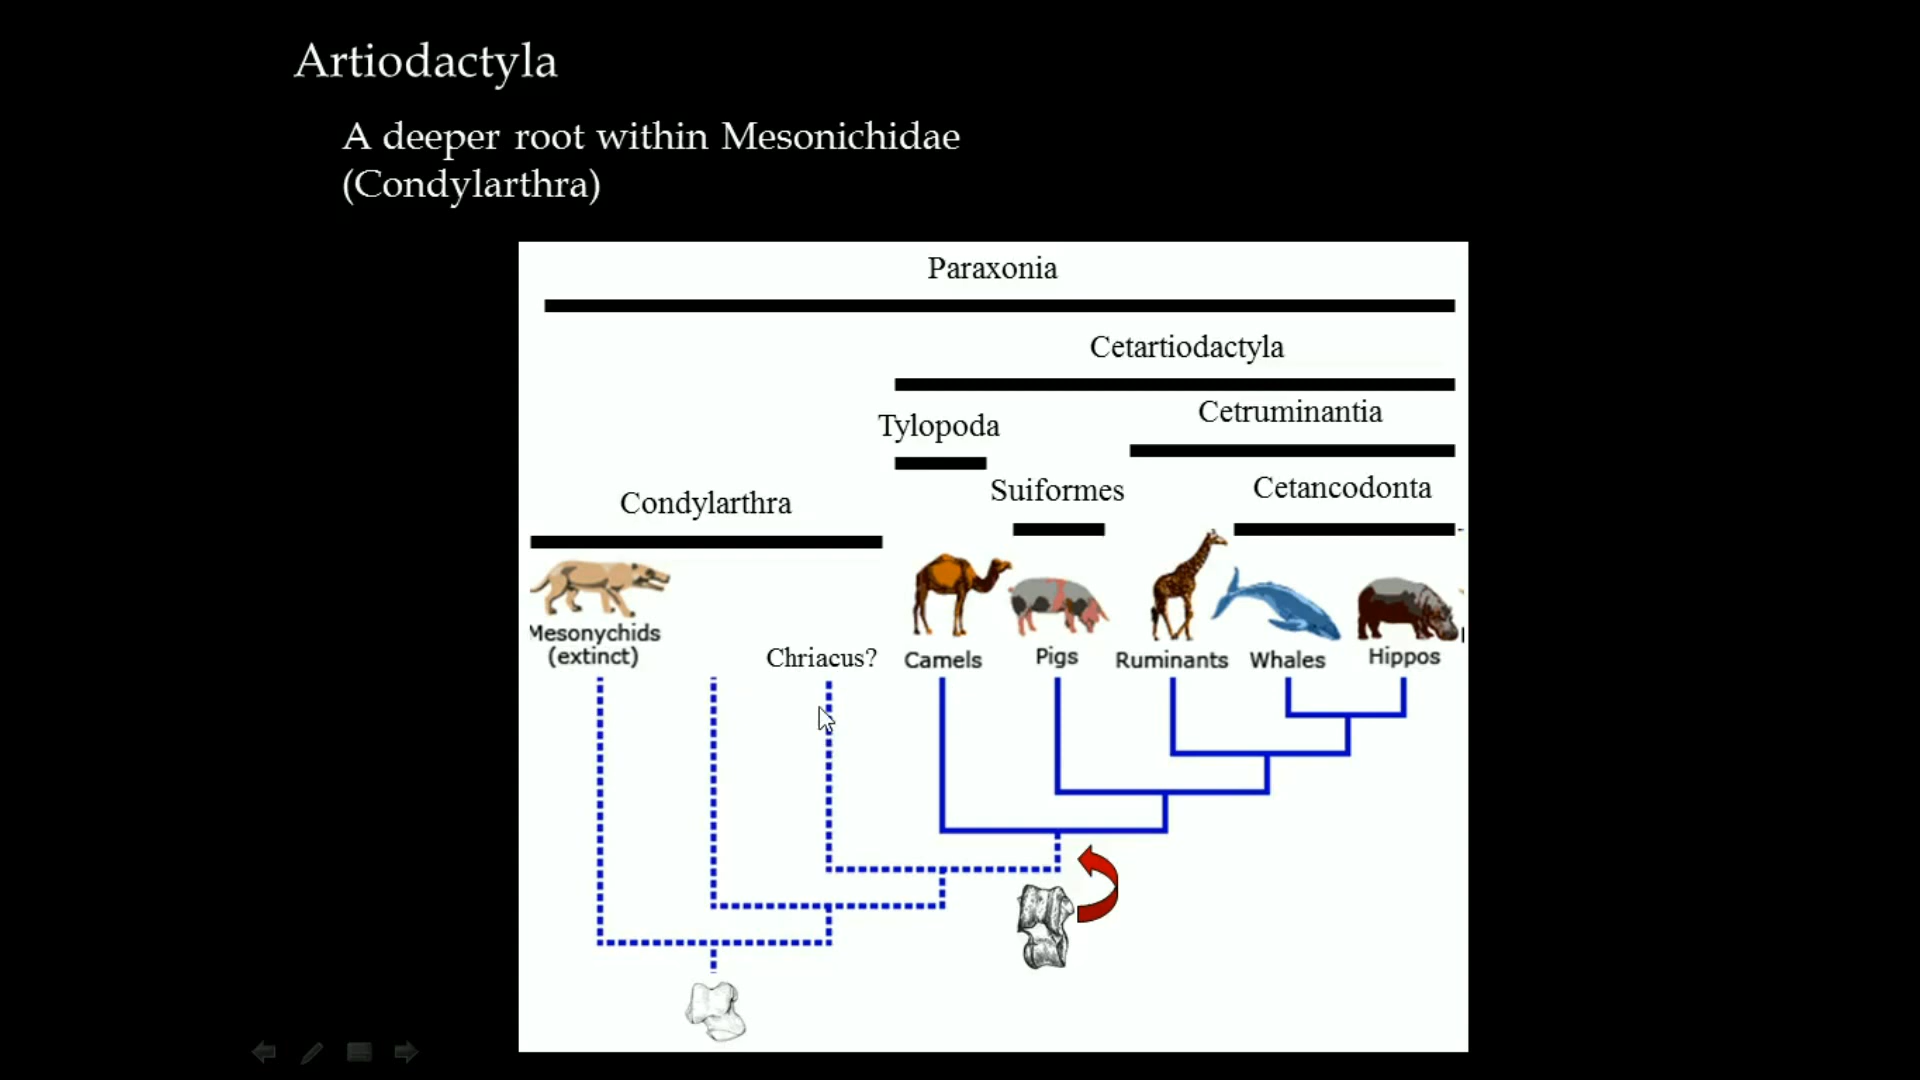 Artiodactyla
A deeper root within Mesonichidae
(Condylarthra)
Paraxonia
Cetartiodactyla
Cetruminantia
Tylopoda
Suiformes
Cetancodonta
Condylarthra
Mesonychids
(extinct)
Chriacus?
Camels
Pigs
Ruminants
Whales
Hippos